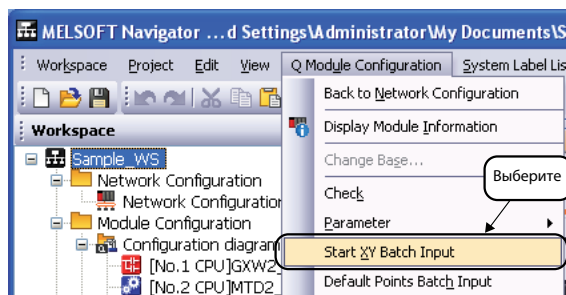 MELSOFT Navigator ...d Settings\Administrator\My Documents\S
Workspace Project Edit View Q Module Configuration System Label Lis
Back to Network Configuration
Workspace
Display Module Information
Sample_WS
Change Base...
Выберите
Network Configuration
Check
Network Configuration
Module Configuration
Parameter
Configuration diagram
Start XY Batch Input
[No.1 CPU]GXW2_
[No.2 CPU]MTD2_
Default Points Batch Input